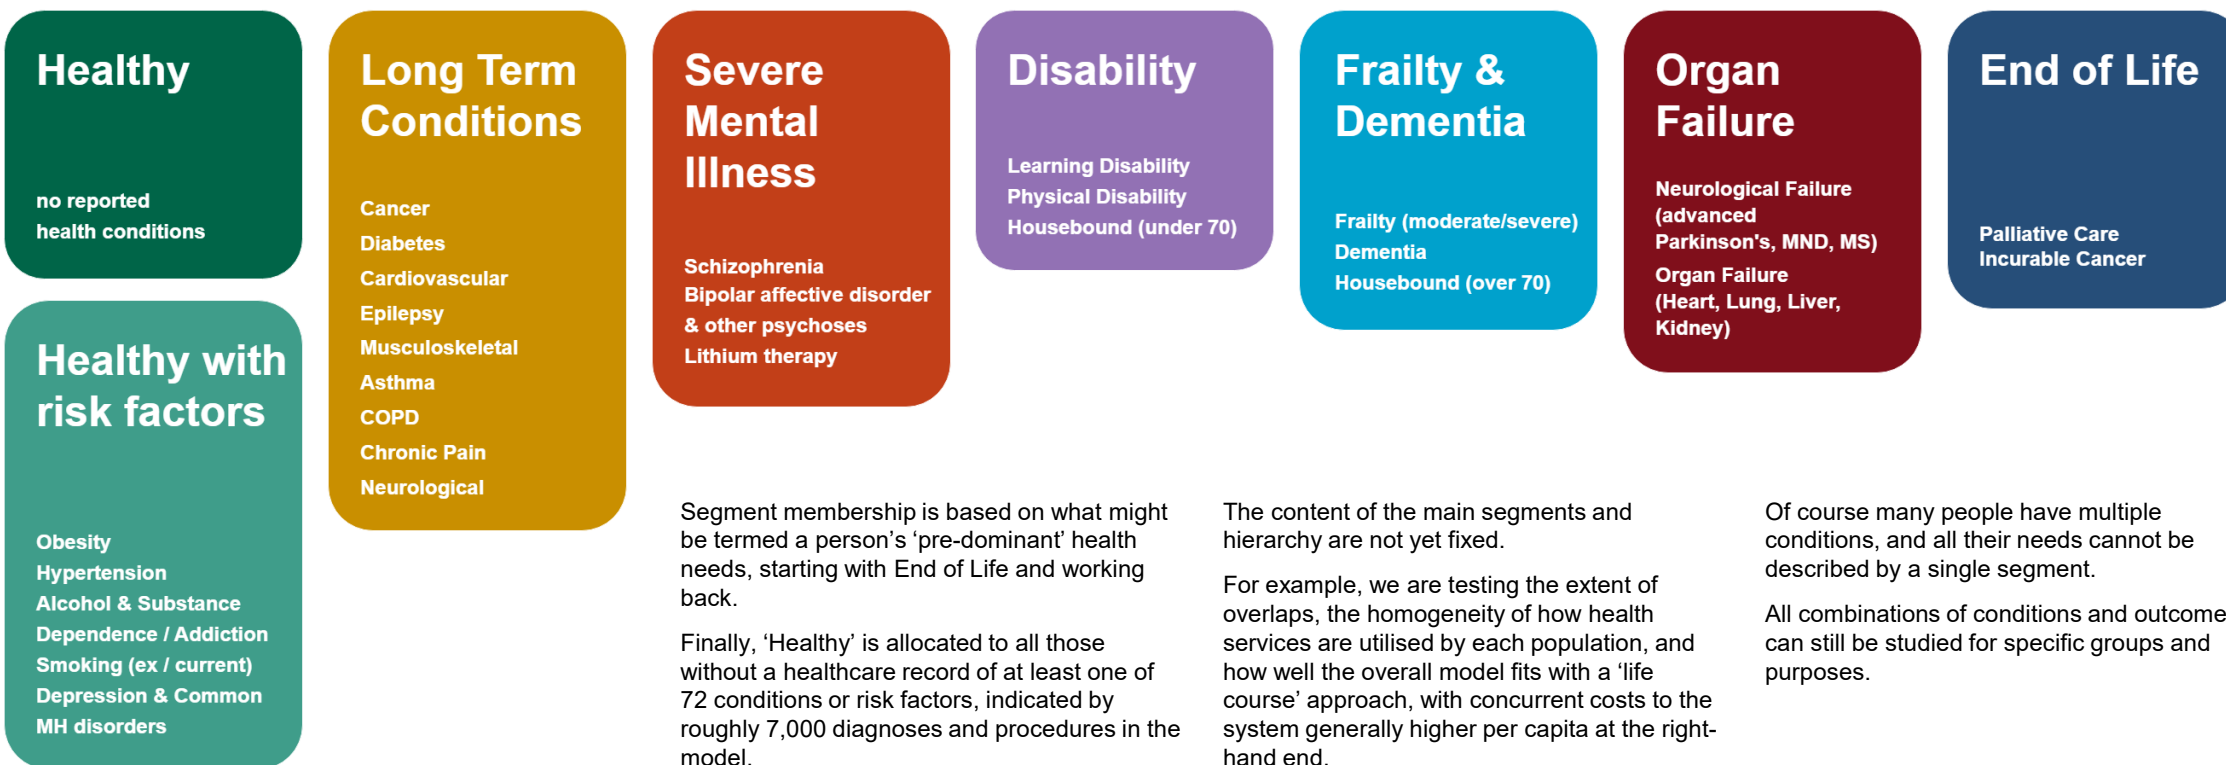 Healthy
no reported
health conditions
Healthy with
risk factors
Obesity
Hypertension
Alcohol & Substance
Dependence / Addiction
Smoking (ex / current)
Depression & Common
MH disorders
Long Term
Conditions
Cancer
Diabetes
Cardiovascular
Epilepsy
Musculoskeletal
Asthma
COPD
Chronic Pain
Neurological
Severe
Mental
Illness
Schizophrenia
Bipolar affective disorder
& other psychoses
Lithium therapy
Disability
Learning Disability
Physical Disability
Housebound (under 70)
Frailty &
Dementia
Frailty (moderate/severe)
Dementia
Housebound (over 70)
Organ
Failure
Neurological Failure
(advanced
Parkinson's, MND, MS)
Organ Failure
(Heart, Lung, Liver,
Kidney)
End of Life
Palliative Care
Incurable Cancer
Segment membership is based on what might
be termed a person’s ‘pre-dominant’ health
needs, starting with End of Life and working
back.
Finally, ‘Healthy’ is allocated to all those
without a healthcare record of at least one of
72 conditions or risk factors, indicated by
roughly 7,000 diagnoses and procedures in the
model.
The content of the main segments and
hierarchy are not yet fixed.
For example, we are testing the extent of
overlaps, the homogeneity of how health
services are utilised by each population, and
how well the overall model fits with a ‘life
course’ approach, with concurrent costs to the
system generally higher per capita at the right-
hand end.
Of course many people have multiple
conditions, and all their needs cannot be
described by a single segment.
All combinations of conditions and outcome
can still be studied for specific groups and
purposes.